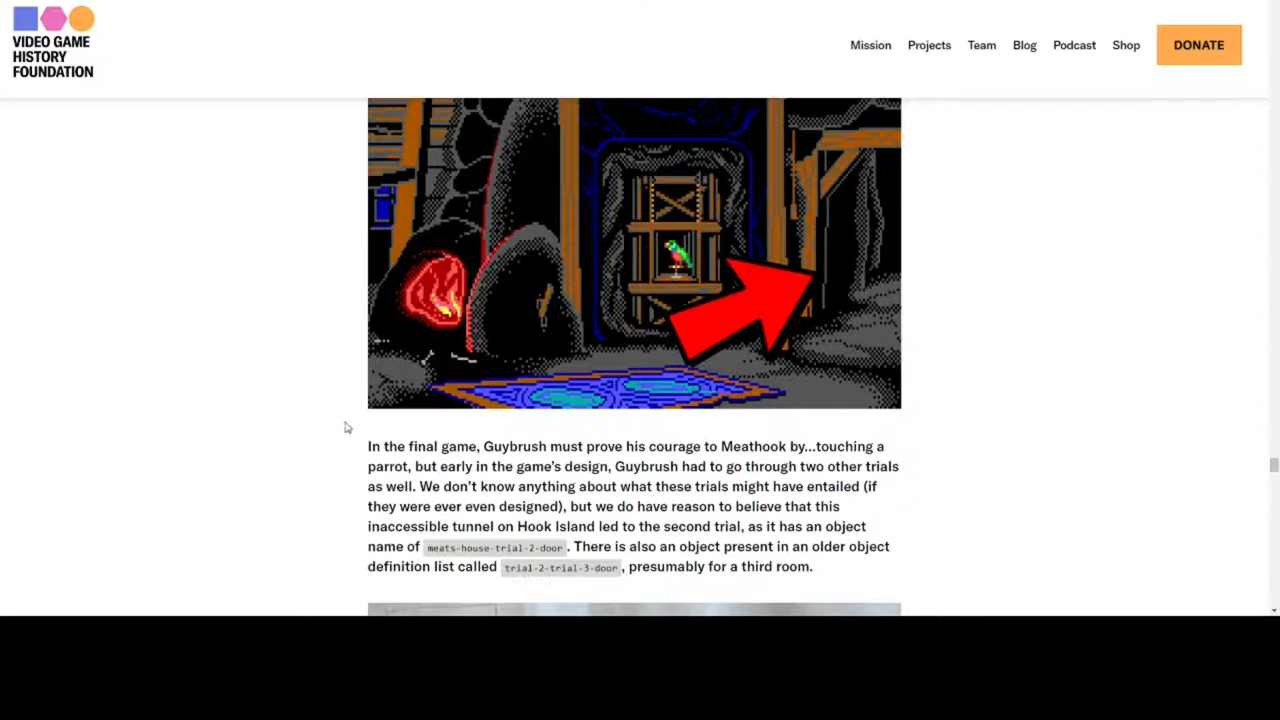 VIDEO GAME
HISTORY
FOUNDATION
Mission Projects Team Blog Podcast Shop DONATE
In the final game, Guybrush must prove his courage to Meathook by...touching a
parrot, but early in the game's design, Guybrush had to go through two other trials
as well. We don't know anything about what these trials might have entailed (if
they were ever even designed), but we do have reason to believe that this
inaccessible tunnel on Hook Island led to the second trial, as it has an object
name of meats-house-trial-2-door. There is also an object present in an older object
definition list called trial-2-trial-3-door, presumably for a third room.